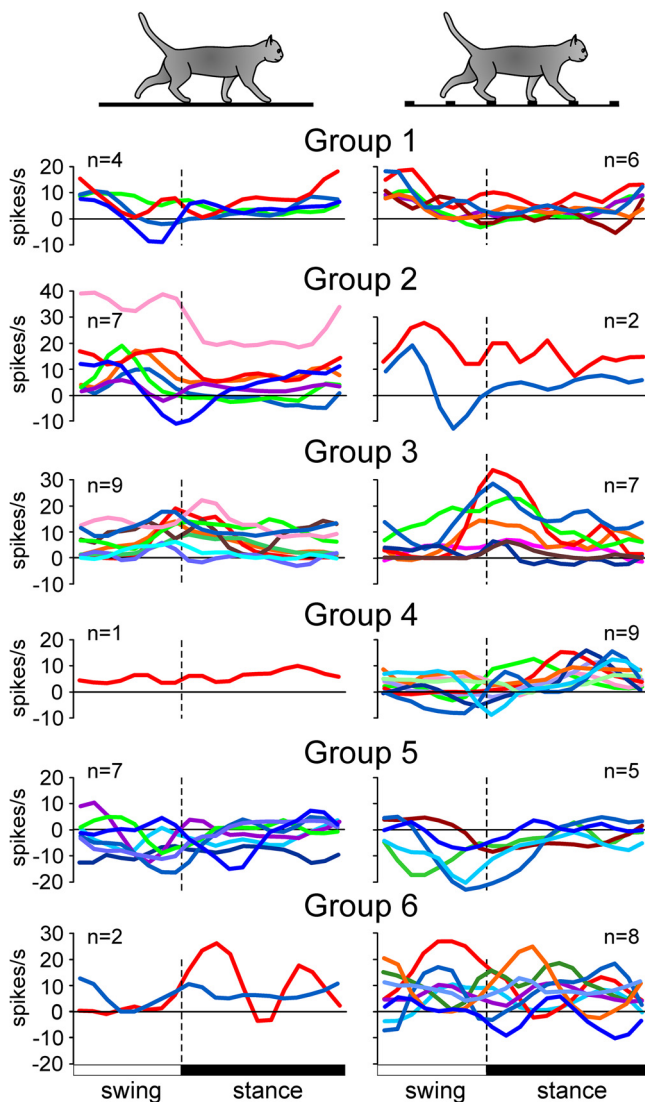 Group 1
n=4
n=6
spikes/s
20
10
0
-10
Group 2
n=7
n=2
spikes/s
40
30
20
10
0
-10
Group 3
n=9
n=7
spikes/s
30
20
10
0
-10
Group 4
n=1
n=9
spikes/s
20
10
0
-10
Group 5
n=7
n=5
spikes/s
20
10
0
-10
-20
Group 6
n=2
n=8
spikes/s
30
20
10
0
-10
-20
swing stance swing stance